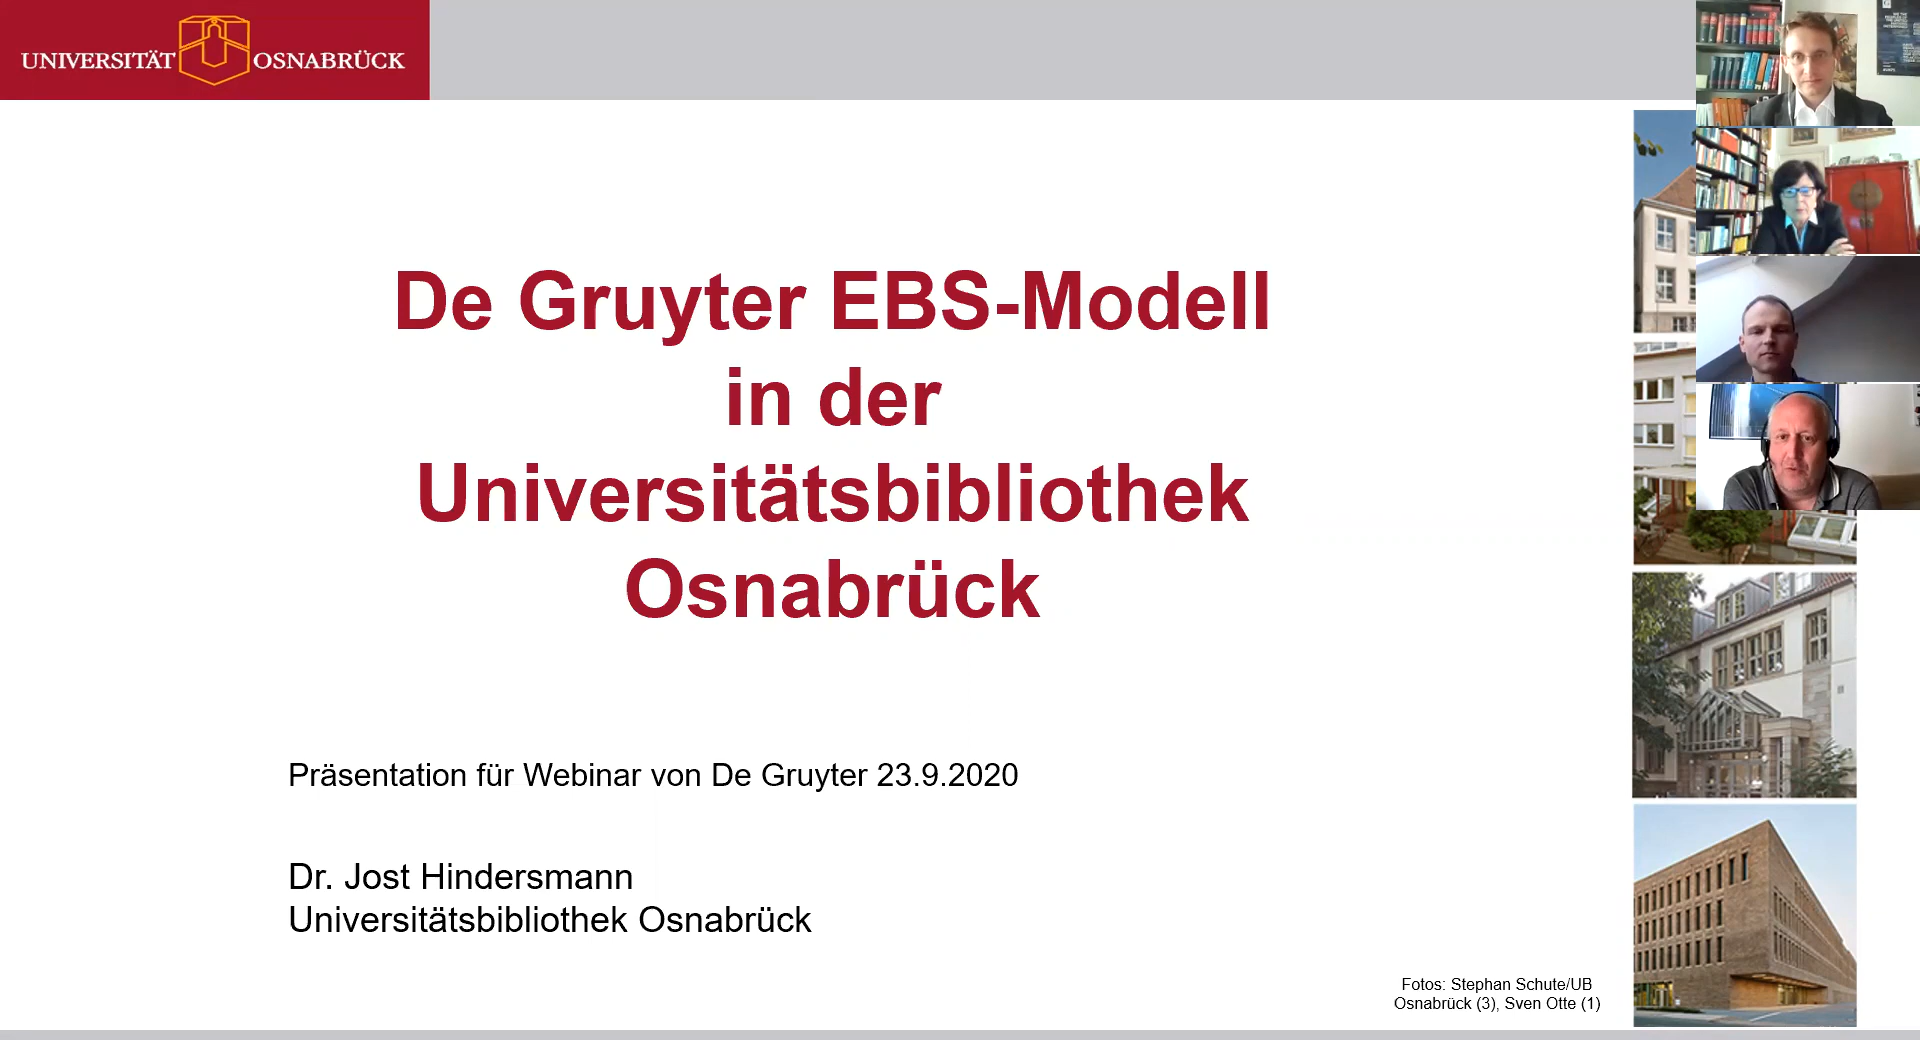 UNIVERSITÄT OSNABRÜCK
De Gruyter EBS-Modell
in der
Universitätsbibliothek
Osnabrück
Präsentation für Webinar von De Gruyter 23.9.2020
Dr. Jost Hindersmann
Universitätsbibliothek Osnabrück
Fotos: Stephan Schute/UB
Osnabrück (3), Sven Otte (1)